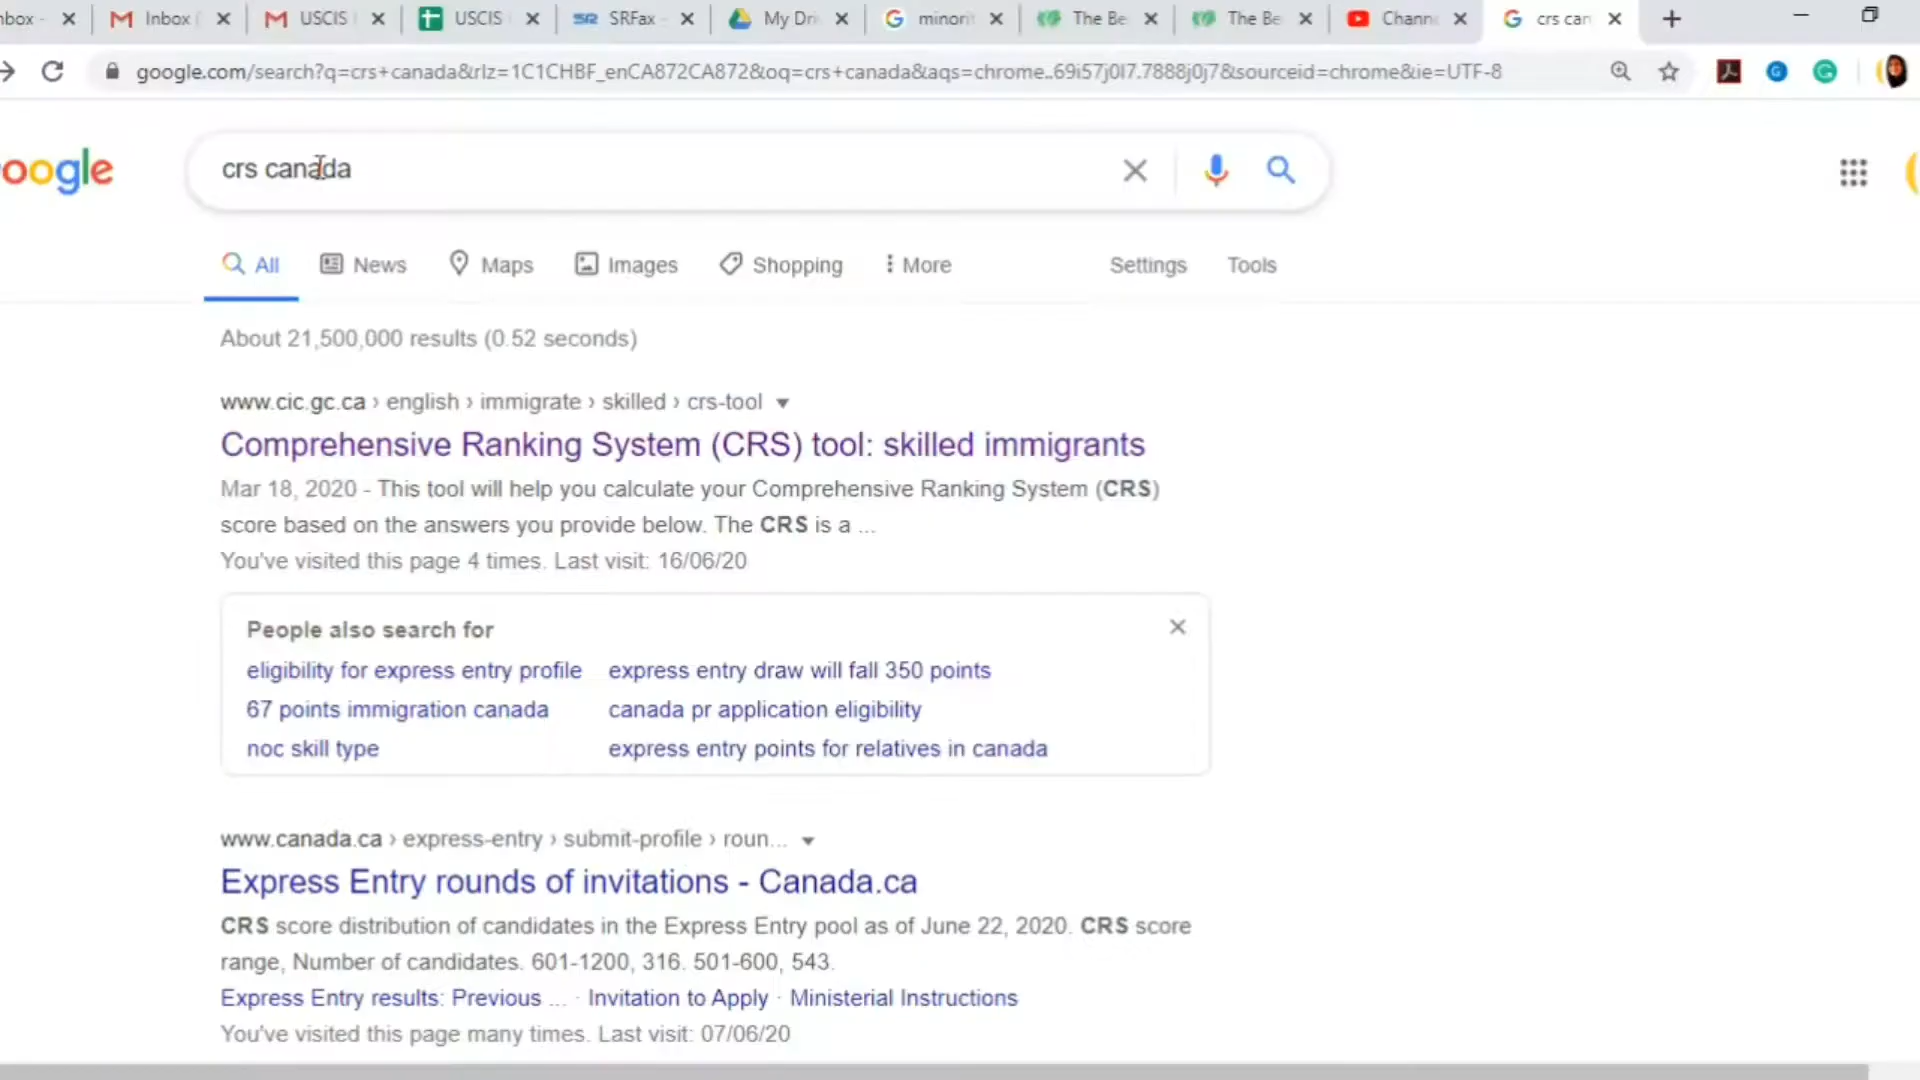 nbox -
Inbox
USCIS
USCIS
SRFax -
My Dri
minori
The Be
The Be
Chann
crs can
google.com/search?q=crs+canada&rlz=1C1CHBF_enCA872CA872&oq=crs+canada&aqs=chrome..69i57j0l7.7888j0j7&sourceid=chrome&ie=UTF-8
oogle
crs canada
All
News
Maps
Images
Shopping
More
Settings
Tools
About 21,500,000 results (0.52 seconds)
www.cic.gc.ca › english › immigrate › skilled › crs-tool
Comprehensive Ranking System (CRS) tool: skilled immigrants
Mar 18, 2020 - This tool will help you calculate your Comprehensive Ranking System (CRS)
score based on the answers you provide below. The CRS is a ...
You've visited this page 4 times. Last visit: 16/06/20
People also search for
eligibility for express entry profile
express entry draw will fall 350 points
67 points immigration canada
canada pr application eligibility
noc skill type
express entry points for relatives in canada
www.canada.ca › express-entry › submit-profile › roun...
Express Entry rounds of invitations - Canada.ca
CRS score distribution of candidates in the Express Entry pool as of June 22, 2020. CRS score
range, Number of candidates. 601-1200, 316. 501-600, 543.
Express Entry results: Previous ... · Invitation to Apply · Ministerial Instructions
You've visited this page many times. Last visit: 07/06/20